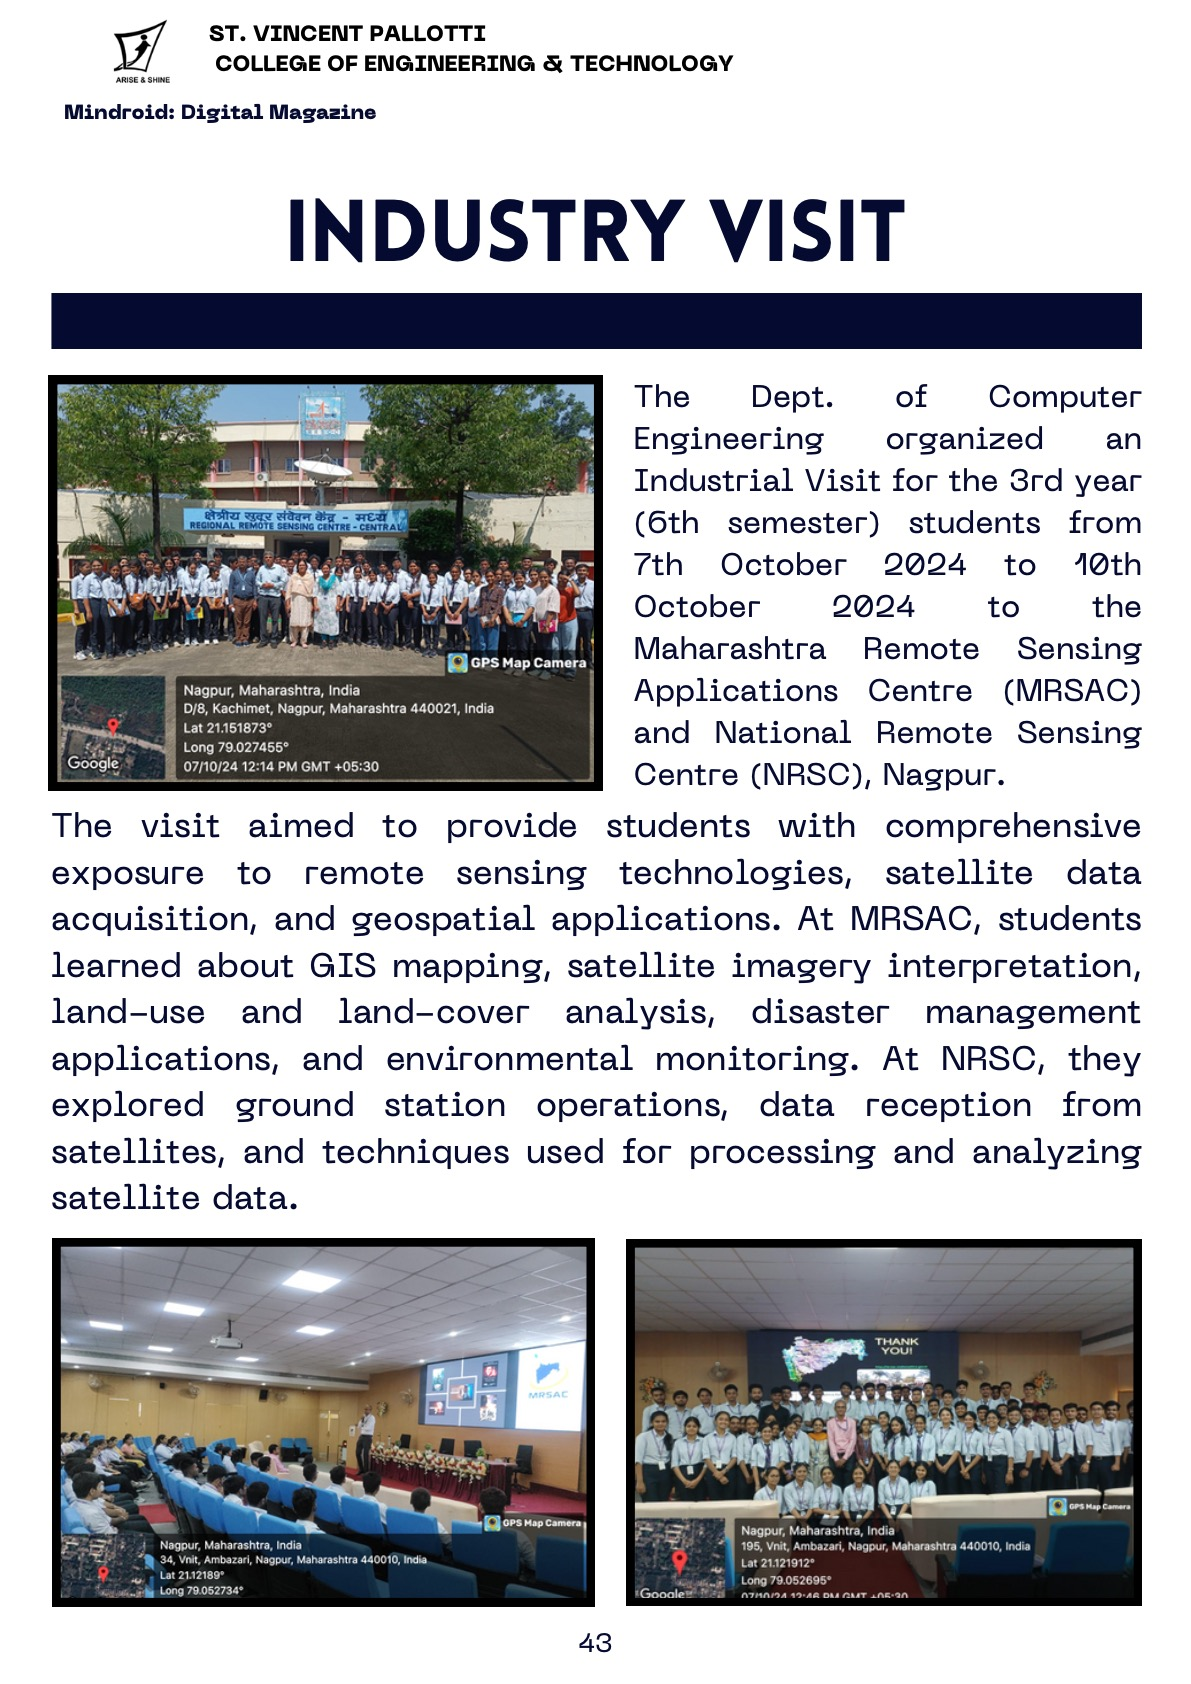 ST. VINCENT PALLOTTI
COLLEGE OF ENGINEERING & TECHNOLOGY
ARISE & SHINE
Mindroid: Digital Magazine
INDUSTRY VISIT
क्षेत्रीय सुदूर संवेदन केंद्र - मध्य
REGIONAL REMOTE SENSING CENTRE - CENTRAL
GPS Map Camera
Nagpur, Maharashtra, India
D/8, Kachimet, Nagpur, Maharashtra 440021, India
Lat 21.151873°
Long 79.027455°
07/10/24 12:14 PM GMT +05:30
Google
The Dept. of Computer
Engineering organized an
Industrial Visit for the 3rd year
(6th semester) students from
7th October 2024 to 10th
October 2024 to the
Maharashtra Remote Sensing
Applications Centre (MRSAC)
and National Remote Sensing
Centre (NRSC), Nagpur.
The visit aimed to provide students with comprehensive
exposure to remote sensing technologies, satellite data
acquisition, and geospatial applications. At MRSAC, students
learned about GIS mapping, satellite imagery interpretation,
land-use and land-cover analysis, disaster management
applications, and environmental monitoring. At NRSC, they
explored ground station operations, data reception from
satellites, and techniques used for processing and analyzing
satellite data.
MRSAC
GPS Map Camera
Nagpur, Maharashtra, India
34, Vnit, Ambazari, Nagpur, Maharashtra 440010, India
Lat 21.12189°
Long 79.052734°
THANK
YOU!
GPS Map Camera
Nagpur, Maharashtra, India
195, Vnit, Ambazari, Nagpur, Maharashtra 440010, India
Lat 21.121912°
Long 79.052695°
07/10/24 12:46 PM GMT +05:30
Google
43